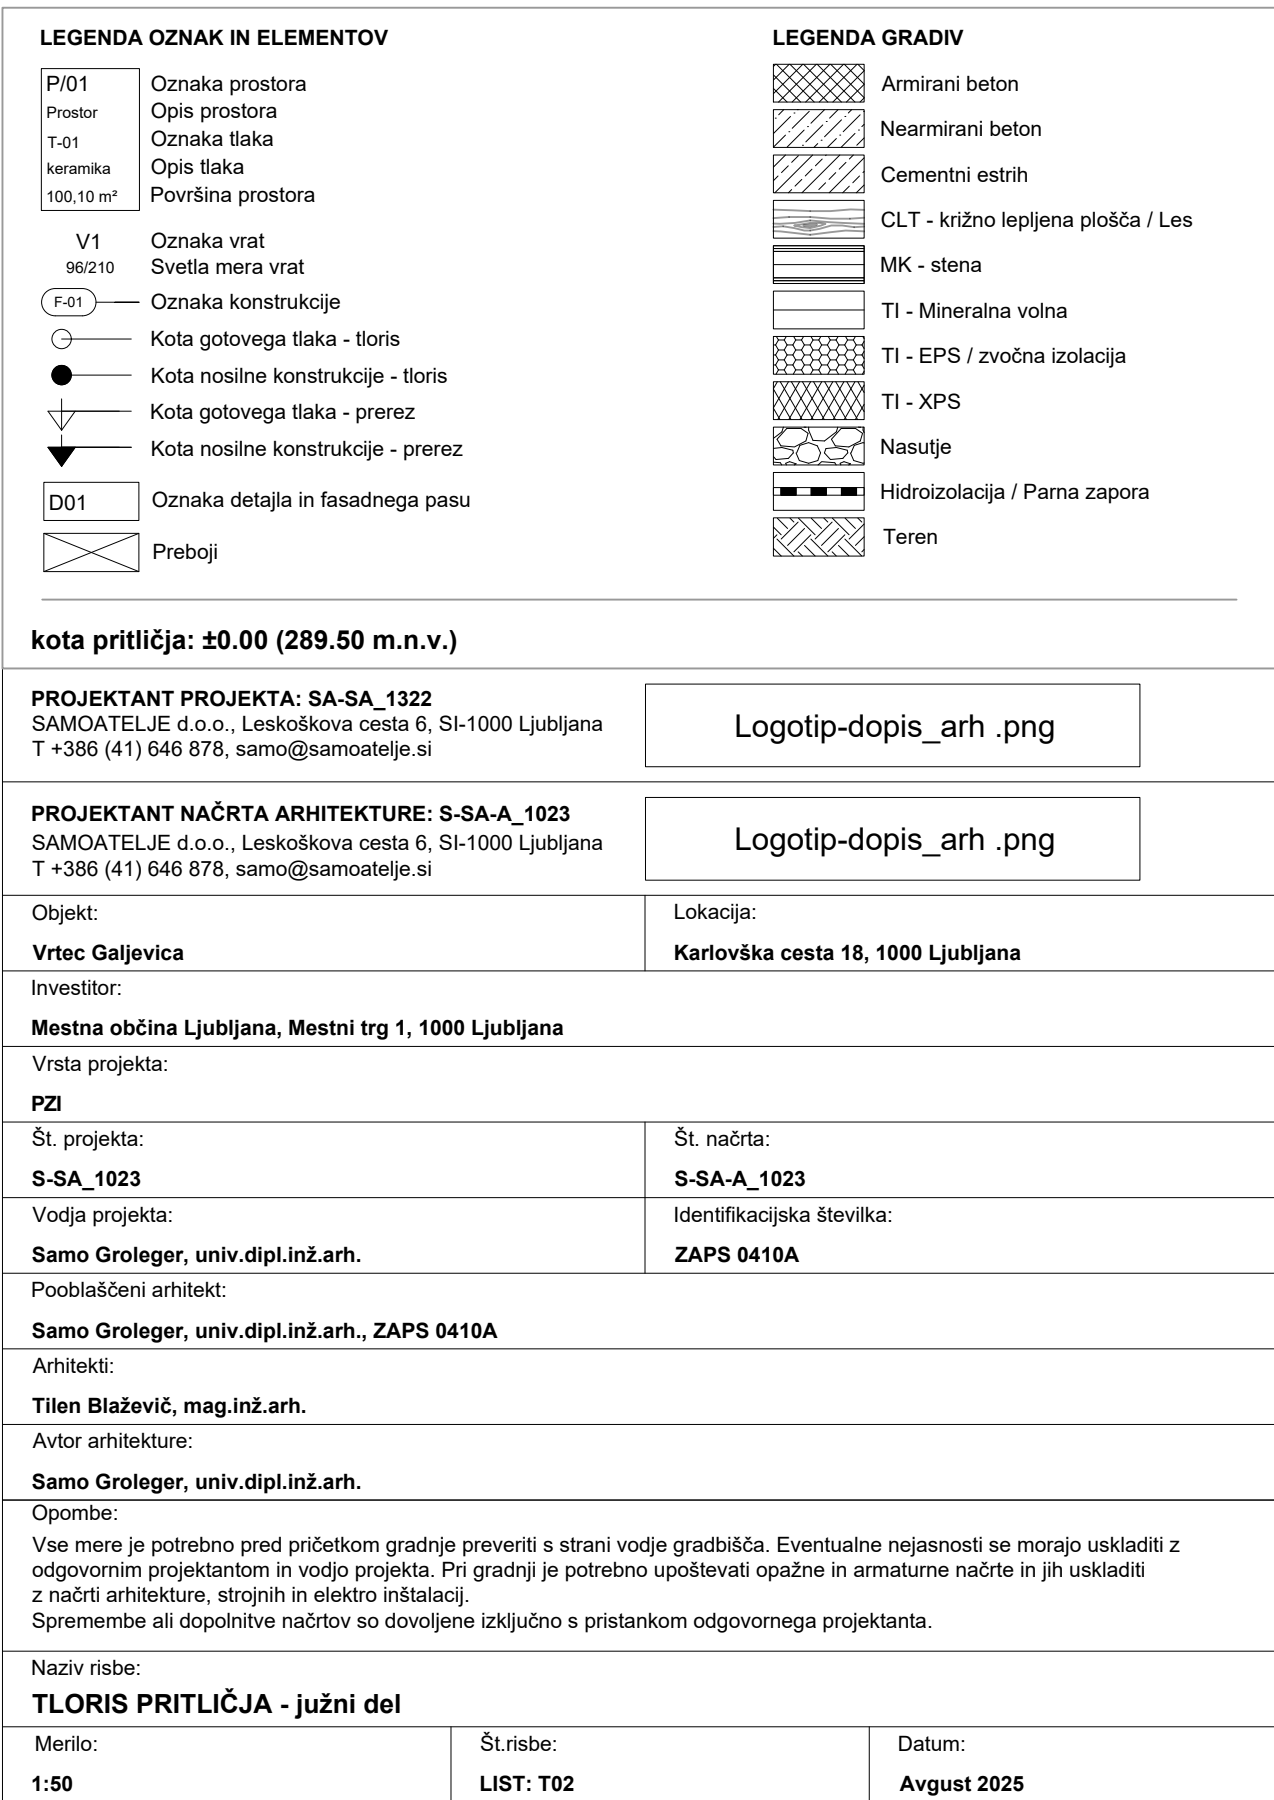 LEGENDA OZNAK IN ELEMENTOV
P/01 Oznaka prostora
Prostor Opis prostora
T-01 Oznaka tlaka
keramika Opis tlaka
100,10 m² Površina prostora
V1 Oznaka vrat
96/210 Svetla mera vrat
F-01 Oznaka konstrukcije
Kota gotovega tlaka - tloris
Kota nosilne konstrukcije - tloris
Kota gotovega tlaka - prerez
Kota nosilne konstrukcije - prerez
D01 Oznaka detajla in fasadnega pasu
Preboji
LEGENDA GRADIV
Armirani beton
Nearmirani beton
Cementni estrih
CLT - križno lepljena plošča / Les
MK - stena
TI - Mineralna volna
TI - EPS / zvočna izolacija
TI - XPS
Nasutje
Hidroizolacija / Parna zapora
Teren
kota pritličja: ±0.00 (289.50 m.n.v.)
PROJEKTANT PROJEKTA: SA-SA_1322
SAMOATELJE d.o.o., Leskoškova cesta 6, SI-1000 Ljubljana
T +386 (41) 646 878, samo@samoatelje.si
Logotip-dopis_arh .png
PROJEKTANT NAČRTA ARHITEKTURE: S-SA-A_1023
SAMOATELJE d.o.o., Leskoškova cesta 6, SI-1000 Ljubljana
T +386 (41) 646 878, samo@samoatelje.si
Logotip-dopis_arh .png
Objekt:
Vrtec Galjevica
Lokacija:
Karlovška cesta 18, 1000 Ljubljana
Investitor:
Mestna občina Ljubljana, Mestni trg 1, 1000 Ljubljana
Vrsta projekta:
PZI
Št. projekta:
S-SA_1023
Št. načrta:
S-SA-A_1023
Vodja projekta:
Samo Groleger, univ.dipl.inž.arh.
Identifikacijska številka:
ZAPS 0410A
Pooblaščeni arhitekt:
Samo Groleger, univ.dipl.inž.arh., ZAPS 0410A
Arhitekti:
Tilen Blaževič, mag.inž.arh.
Avtor arhitekture:
Samo Groleger, univ.dipl.inž.arh.
Opombe:
Vse mere je potrebno pred pričetkom gradnje preveriti s strani vodje gradbišča. Eventualne nejasnosti se morajo uskladiti z
odgovornim projektantom in vodjo projekta. Pri gradnji je potrebno upoštevati opažne in armaturne načrte in jih uskladiti
z načrti arhitekture, strojnih in elektro inštalacij.
Spremembe ali dopolnitve načrtov so dovoljene izključno s pristankom odgovornega projektanta.
Naziv risbe:
TLORIS PRITLIČJA - južni del
Merilo:
1:50
Št.risbe:
LIST: T02
Datum:
Avgust 2025